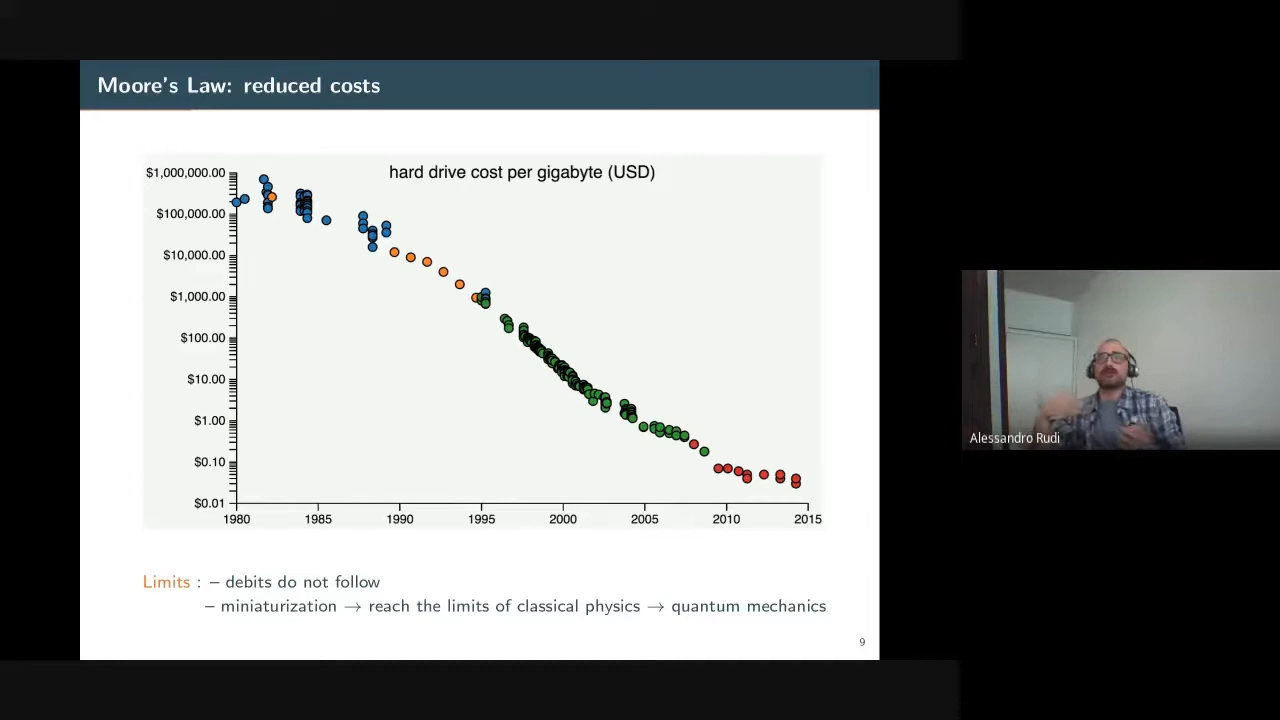 Moore's Law: reduced costs
hard drive cost per gigabyte (USD)
$1,000,000.00
$100,000.00
$10,000.00
$1,000.00
$100.00
$10.00
$1.00
$0.10
$0.01
1980 1985 1990 1995 2000 2005 2010 2015
Limits : – debits do not follow
– miniaturization → reach the limits of classical physics → quantum mechanics
9
Alessandro Rudi